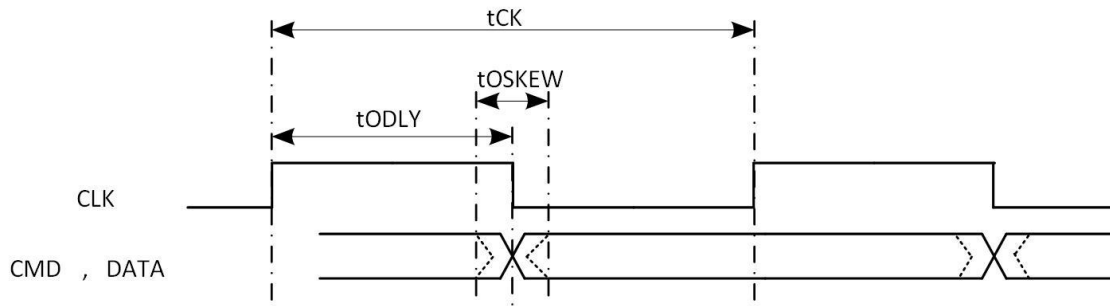 tCK
tOSKEW
tODLY
CLK
CMD , DATA